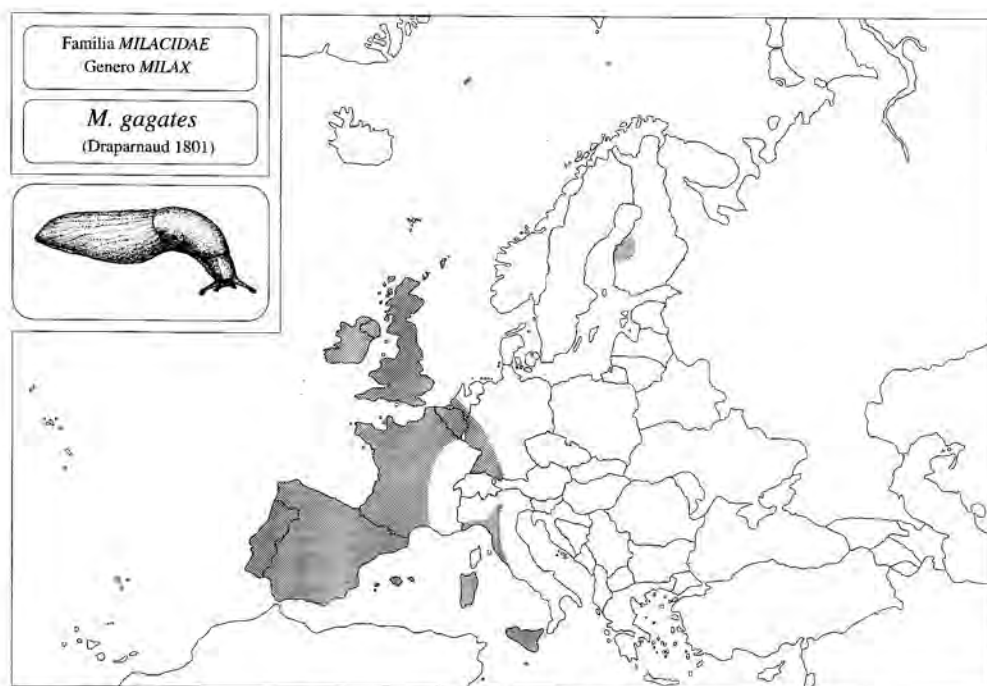 Familia MILACIDAE
Genero MILAX
M. gagates
(Draparnaud 1801)